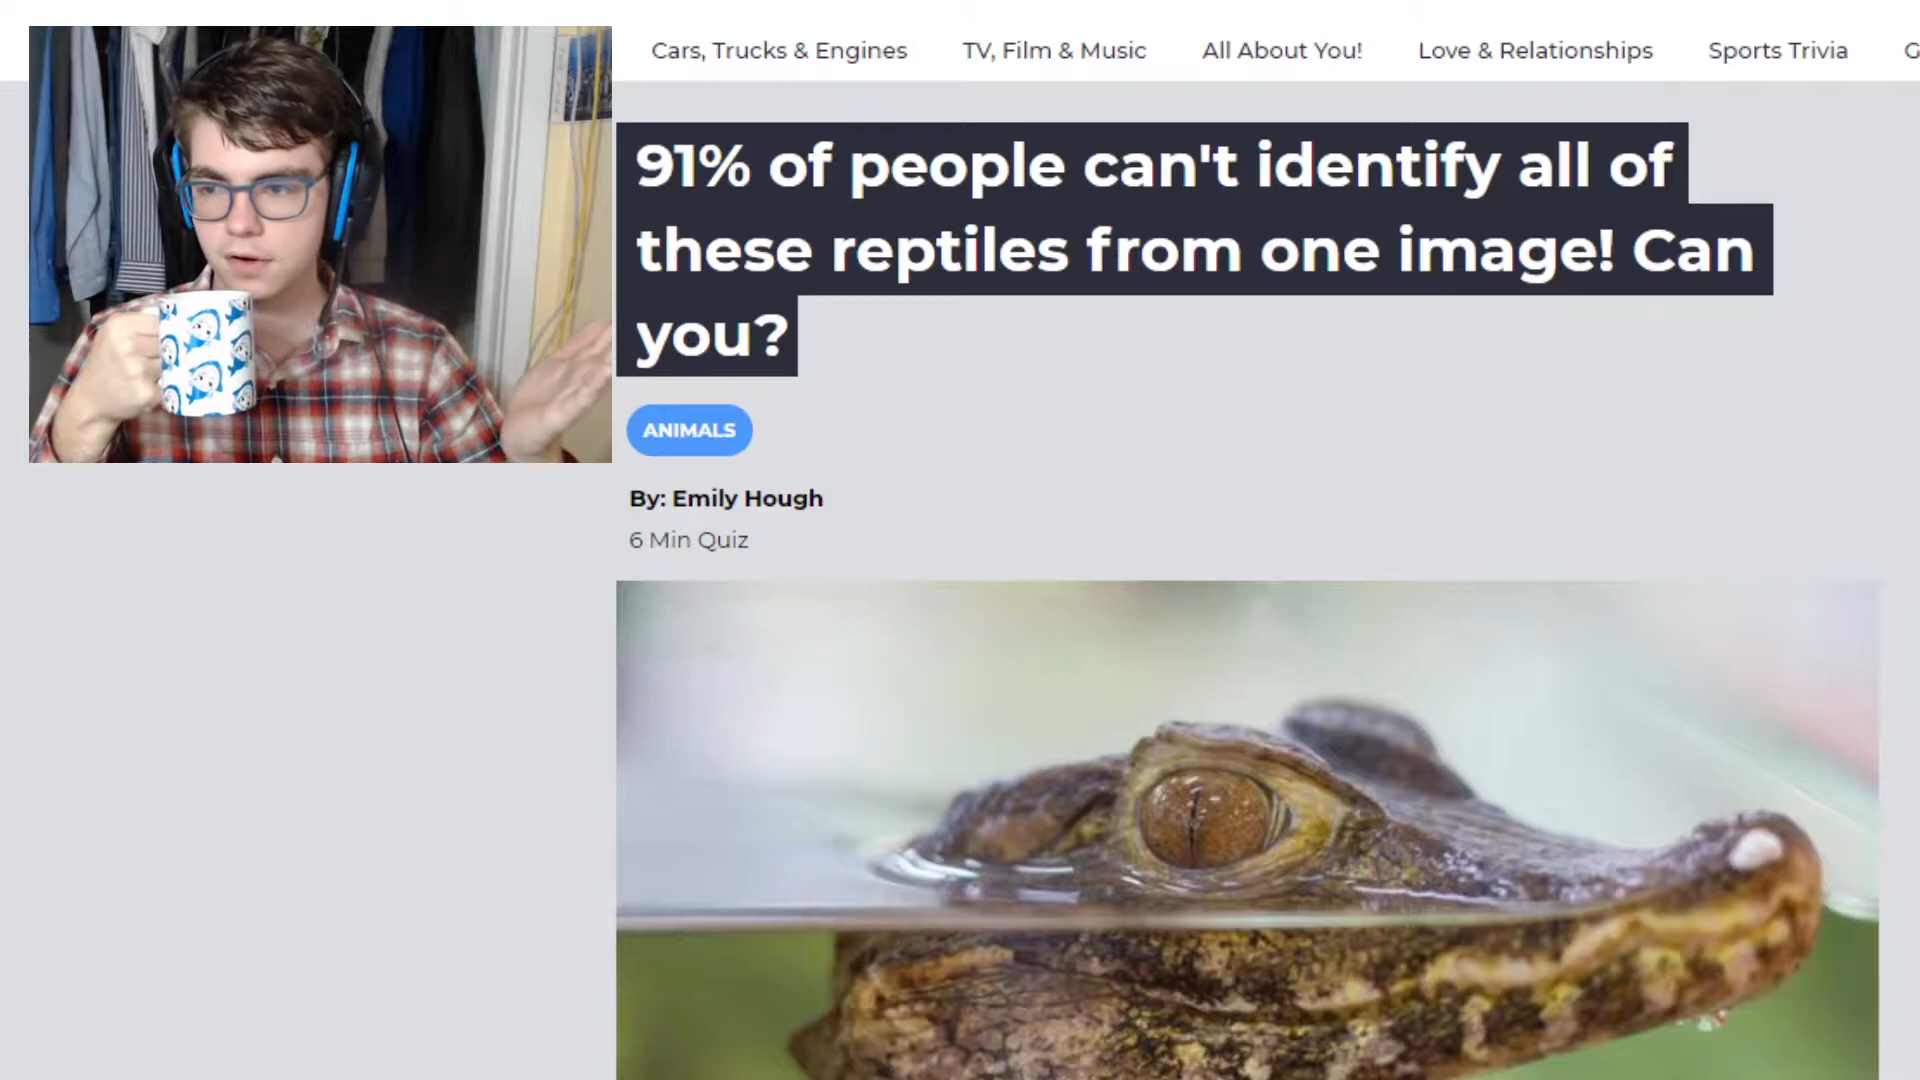 Cars, Trucks & Engines TV, Film & Music All About You! Love & Relationships Sports Trivia G
91% of people can't identify all of
these reptiles from one image! Can
you?
ANIMALS
By: Emily Hough
6 Min Quiz